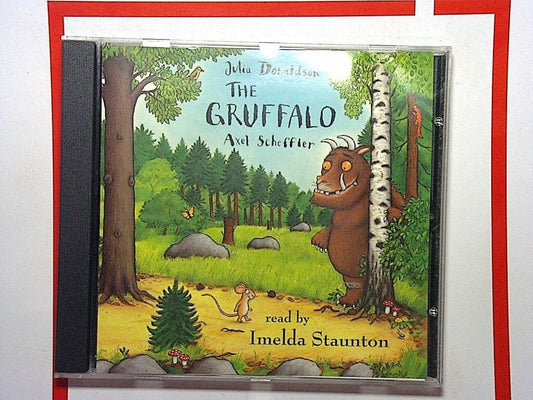 Julia Donaldson
THE
GRUFFALO
Axel Scheffler
read by
Imelda Staunton